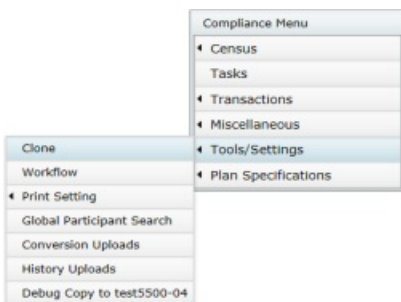 Compliance Menu
Census
Tasks
Transactions
Miscellaneous
Tools/Settings
Plan Specifications
Clone
Workflow
Print Setting
Global Participant Search
Conversion Uploads
History Uploads
Debug Copy to test5500-04